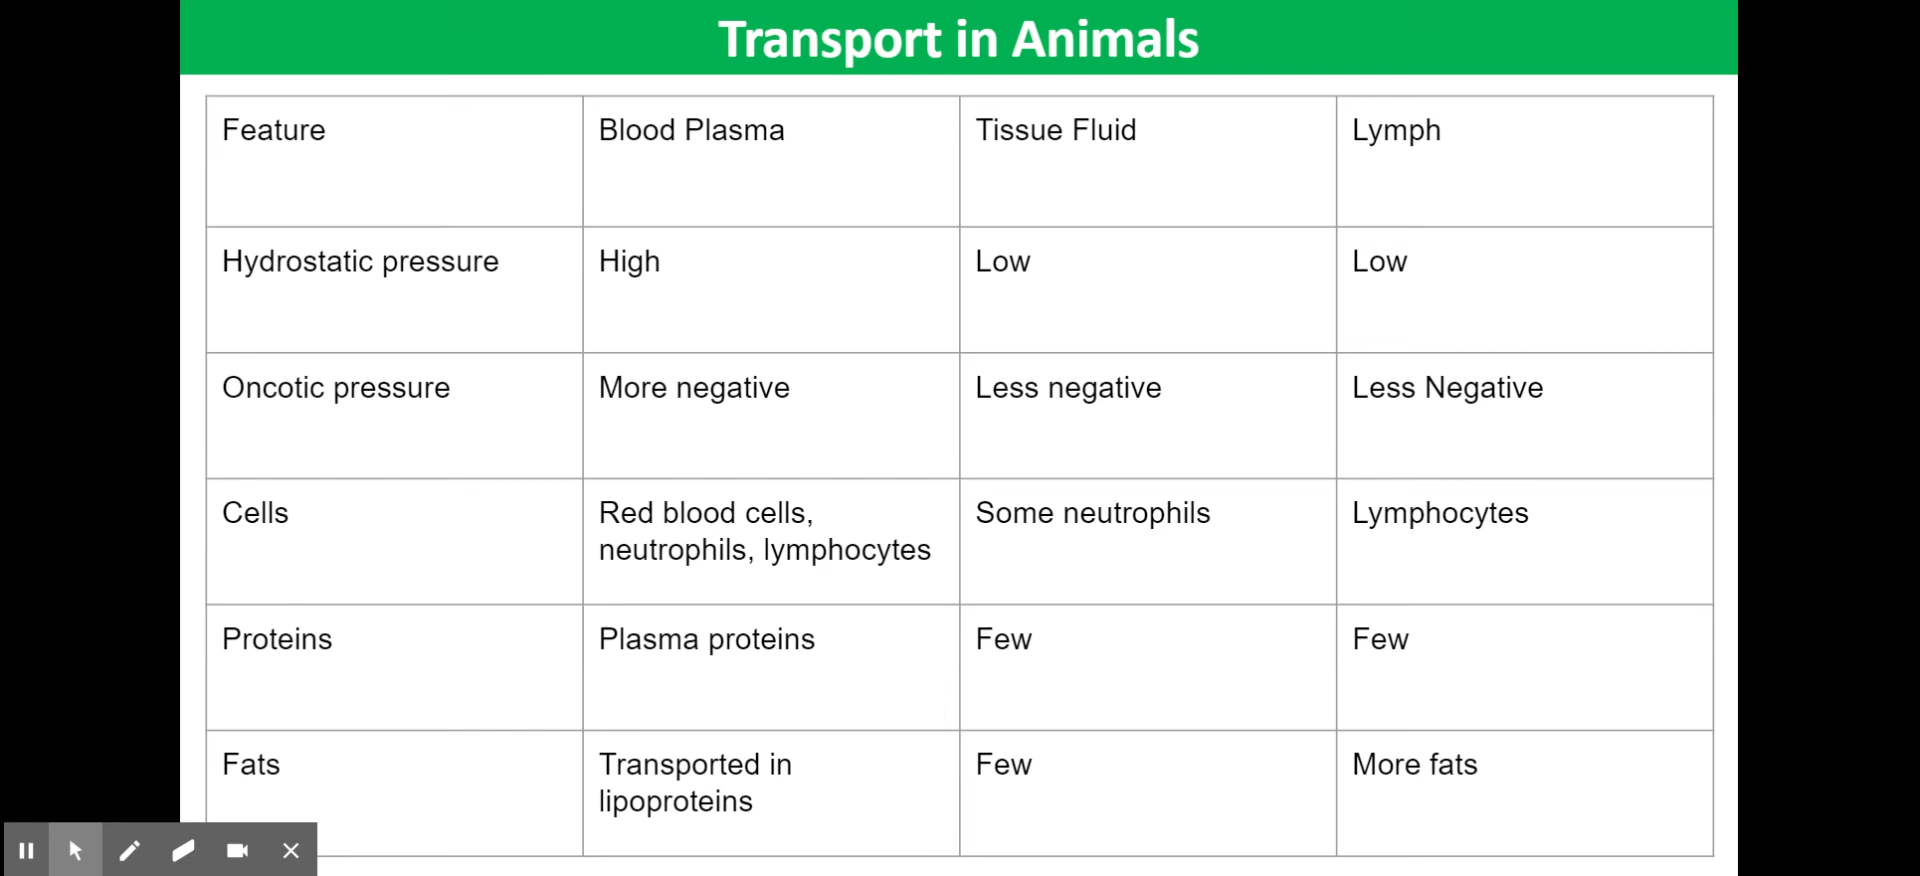 Transport in Animals
Feature
Blood Plasma
Tissue Fluid
Lymph
Hydrostatic pressure
High
Low
Low
Oncotic pressure
More negative
Less negative
Less Negative
Cells
Red blood cells,
neutrophils, lymphocytes
Some neutrophils
Lymphocytes
Proteins
Plasma proteins
Few
Few
Fats
Transported in
lipoproteins
Few
More fats